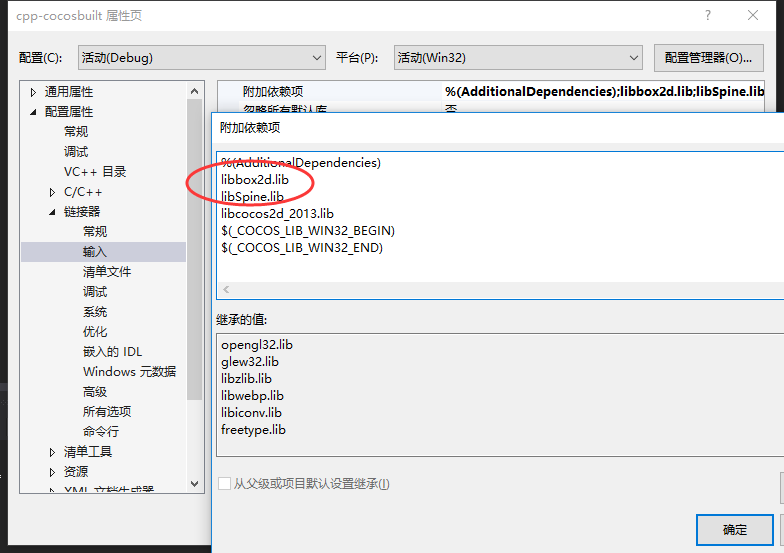 cpp-cocosbuilt 属性页
配置(C): 活动(Debug) 平台(P): 活动(Win32) 配置管理器(O)...
通用属性
配置属性
常规
调试
VC++ 目录
C/C++
链接器
常规
输入
清单文件
调试
系统
优化
嵌入的 IDL
Windows 元数据
高级
所有选项
命令行
清单工具
资源
XML 文档生成器
附加依赖项 %(AdditionalDependencies);libbox2d.lib;libSpine.lib
忽略所有默认库 否
附加依赖项
%(AdditionalDependencies)
libbox2d.lib
libSpine.lib
libcocos2d_2013.lib
$(_COCOS_LIB_WIN32_BEGIN)
$(_COCOS_LIB_WIN32_END)
继承的值:
opengl32.lib
glew32.lib
libzlib.lib
libwebp.lib
libiconv.lib
freetype.lib
从父级或项目默认设置继承(I)
确定